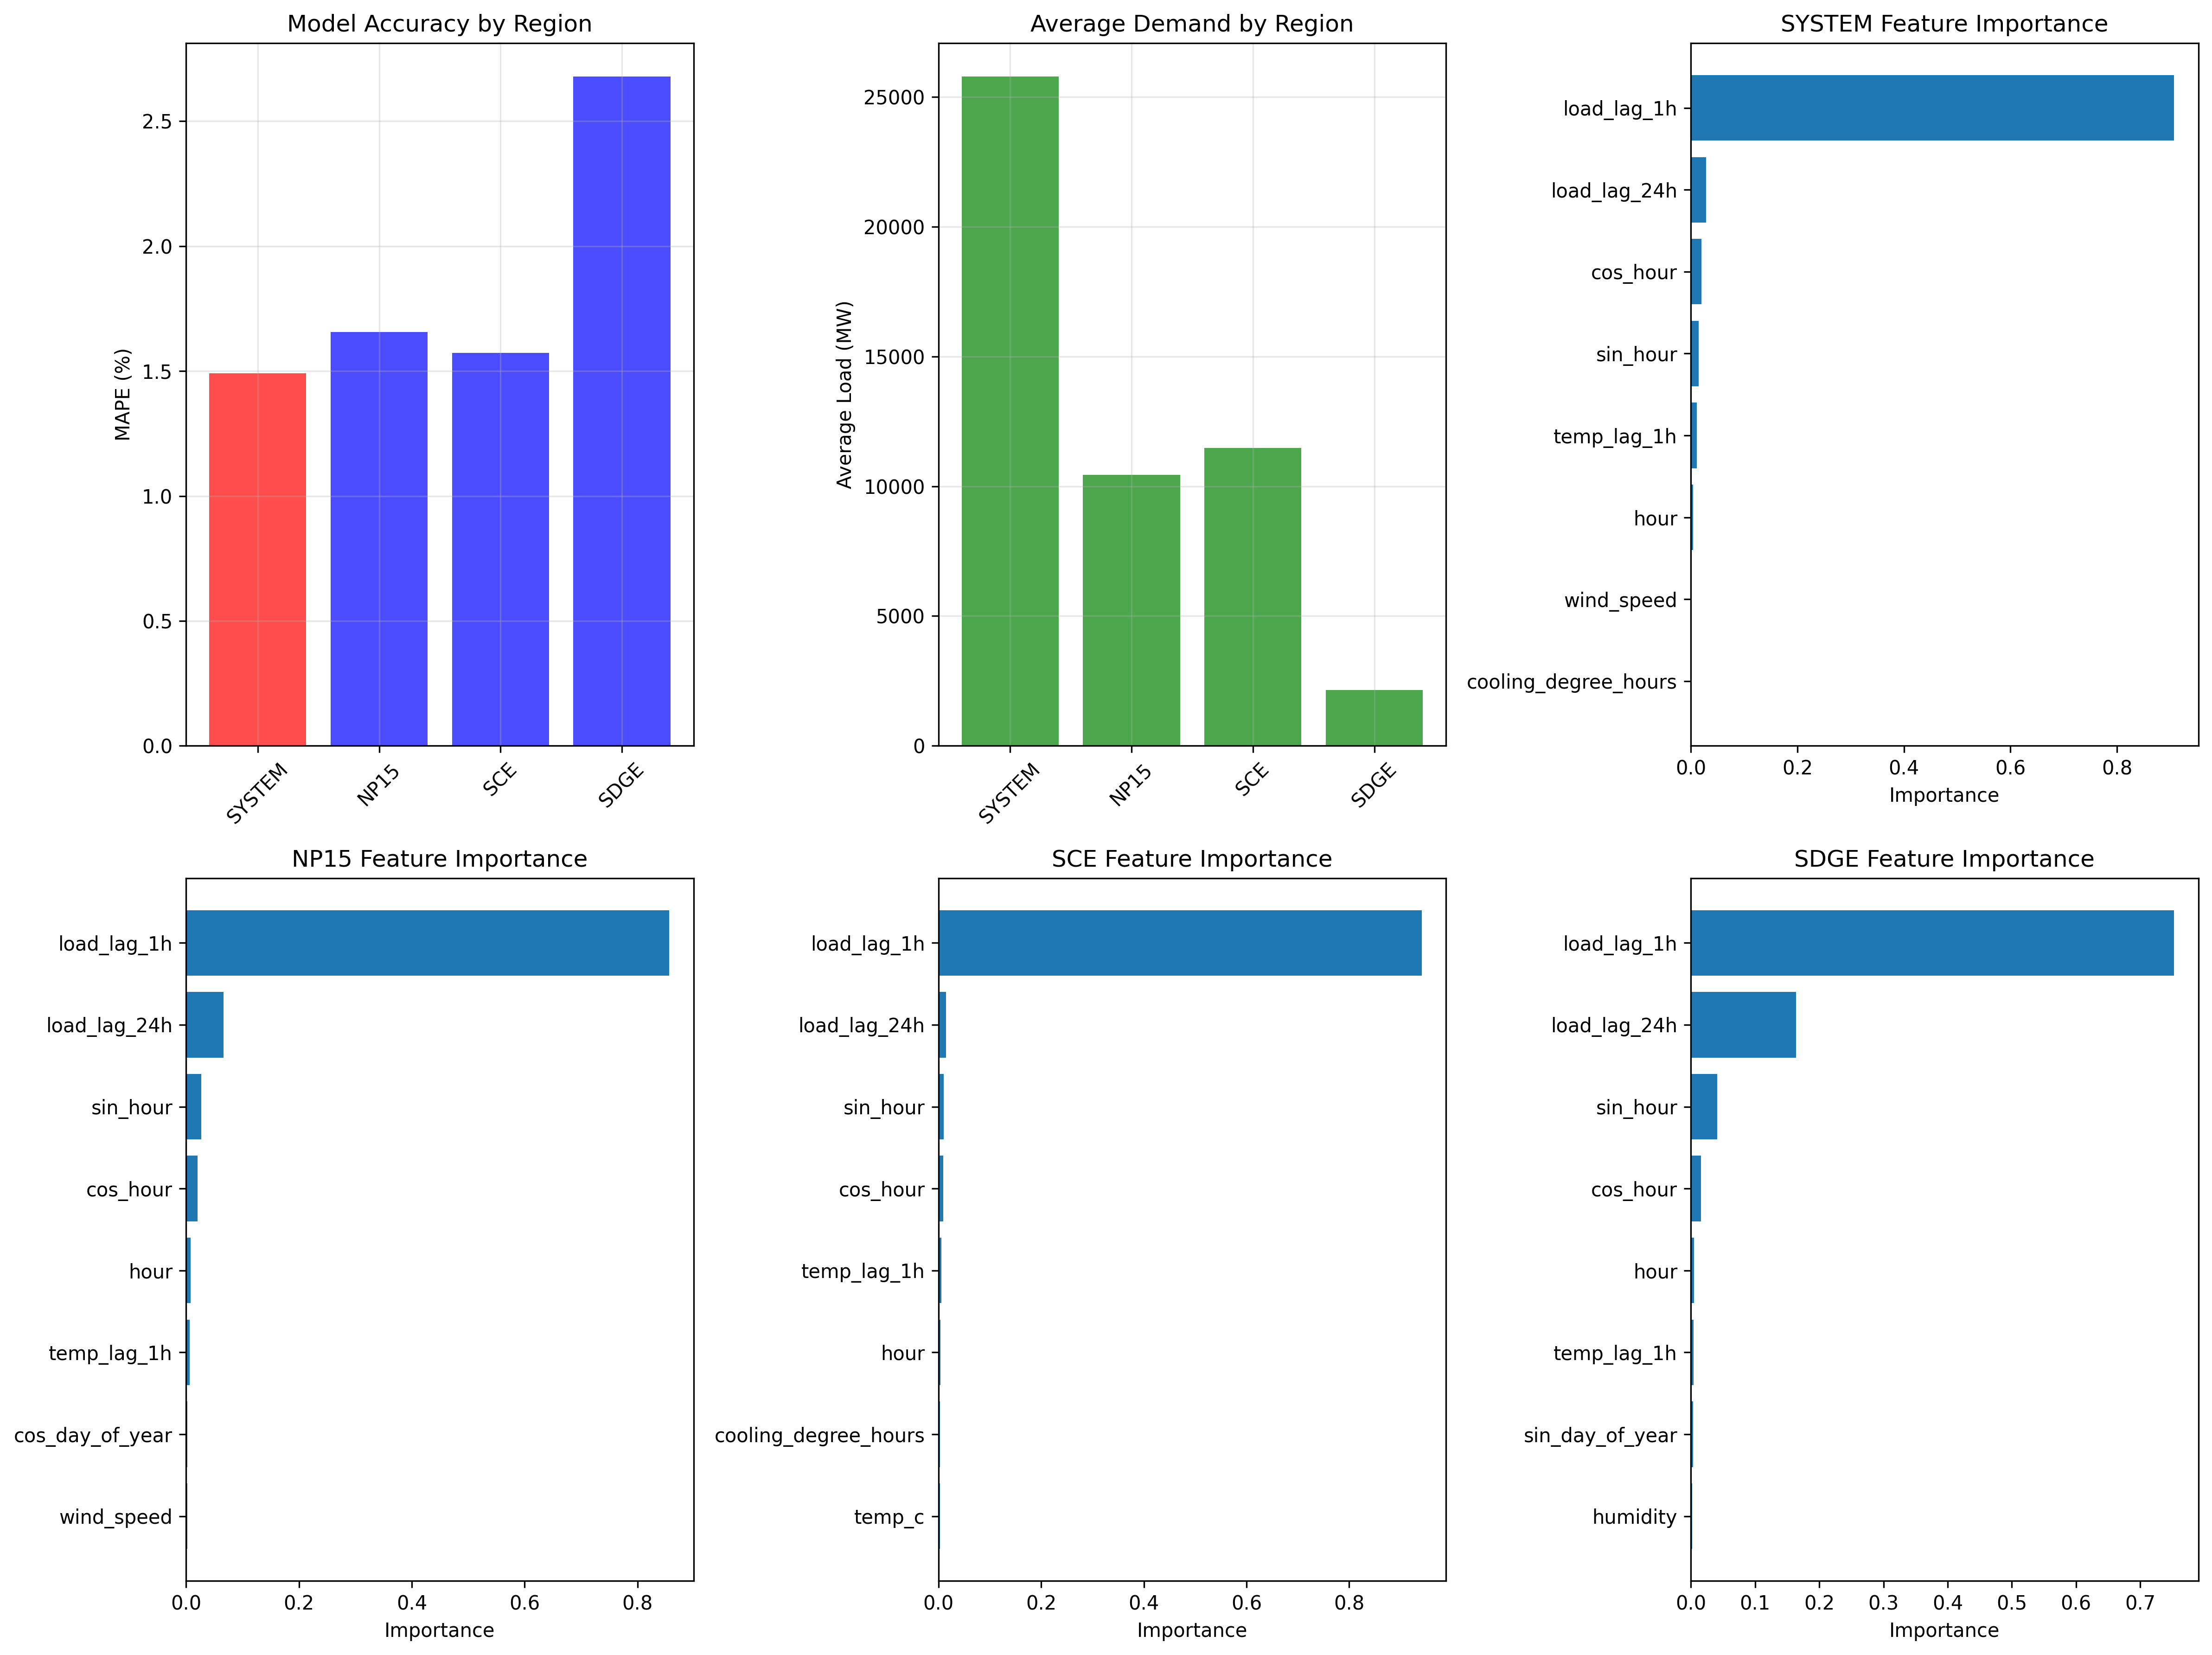 Model Accuracy by Region
MAPE (%)
2.5
2.0
1.5
1.0
0.5
0.0
SYSTEM
NP15
SCE
SDGE
Average Demand by Region
Average Load (MW)
25000
20000
15000
10000
5000
0
SYSTEM
NP15
SCE
SDGE
SYSTEM Feature Importance
load_lag_1h
load_lag_24h
cos_hour
sin_hour
temp_lag_1h
hour
wind_speed
cooling_degree_hours
0.0 0.2 0.4 0.6 0.8
Importance
NP15 Feature Importance
load_lag_1h
load_lag_24h
sin_hour
cos_hour
hour
temp_lag_1h
cos_day_of_year
wind_speed
0.0 0.2 0.4 0.6 0.8
Importance
SCE Feature Importance
load_lag_1h
load_lag_24h
sin_hour
cos_hour
temp_lag_1h
hour
cooling_degree_hours
temp_c
0.0 0.2 0.4 0.6 0.8
Importance
SDGE Feature Importance
load_lag_1h
load_lag_24h
sin_hour
cos_hour
hour
temp_lag_1h
sin_day_of_year
humidity
0.0 0.1 0.2 0.3 0.4 0.5 0.6 0.7
Importance